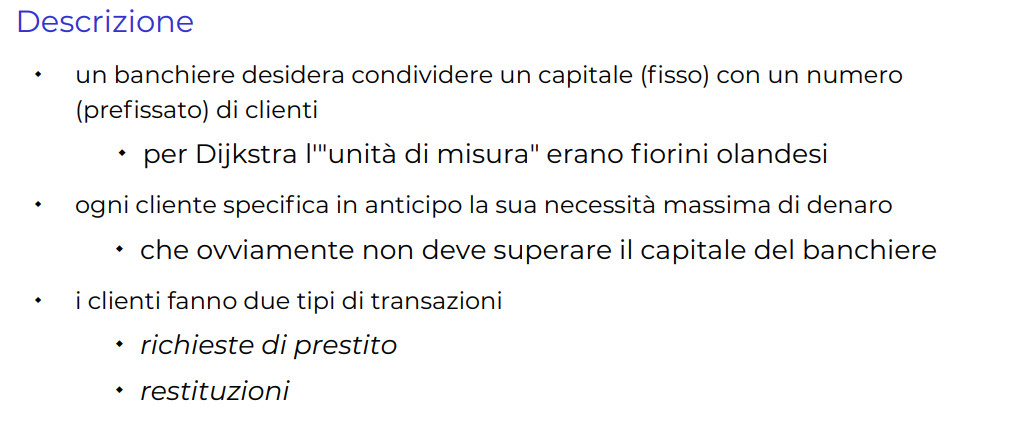 Descrizione
• un banchiere desidera condividere un capitale (fisso) con un numero
(prefissato) di clienti
• per Dijkstra l'"unità di misura" erano fiorini olandesi
• ogni cliente specifica in anticipo la sua necessità massima di denaro
• che ovviamente non deve superare il capitale del banchiere
• i clienti fanno due tipi di transazioni
• richieste di prestito
• restituzioni